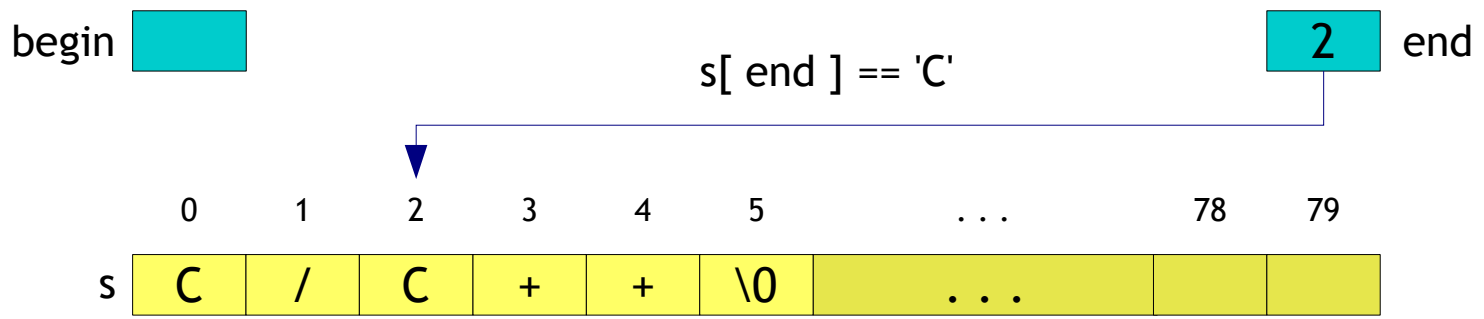 begin 2 end
s[ end ] == 'C'
0 1 2 3 4 5 . . . 78 79
s C / C + + \0 . . .